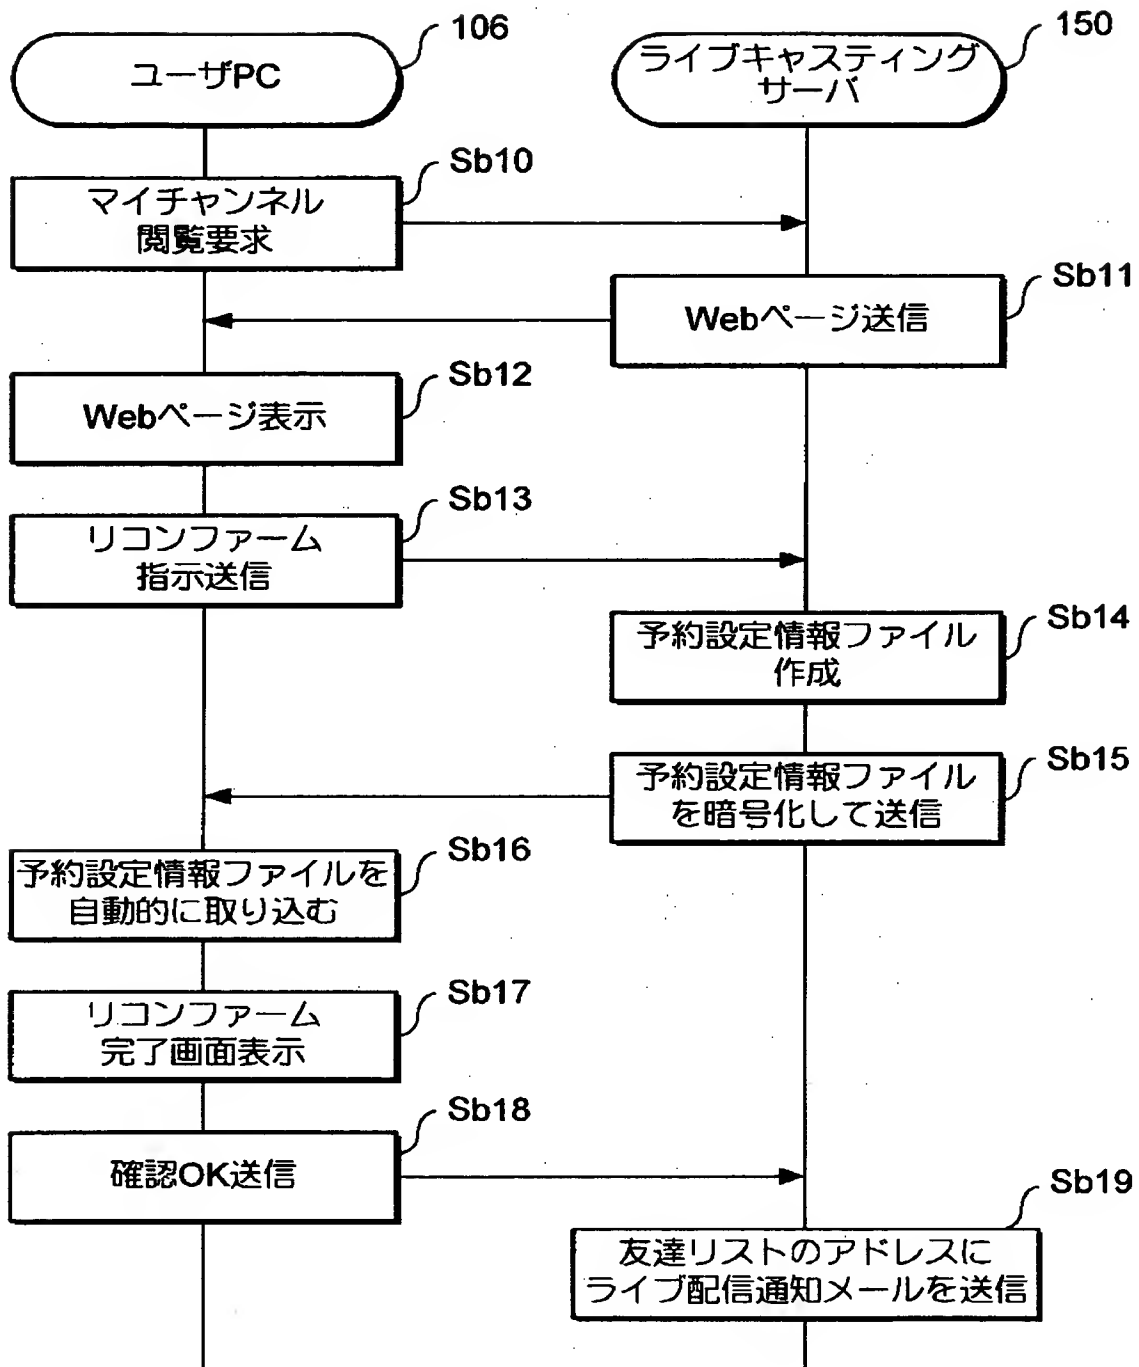 106
ユーザPC
150
ライブキャスティング
サーバ
Sb10
マイチャンネル
閲覧要求
Sb11
Webページ送信
Sb12
Webページ表示
Sb13
リコンファーム
指示送信
Sb14
予約設定情報ファイル
作成
Sb15
予約設定情報ファイル
を暗号化して送信
Sb16
予約設定情報ファイルを
自動的に取り込む
Sb17
リコンファーム
完了画面表示
Sb18
確認OK送信
Sb19
友達リストのアドレスに
ライブ配信通知メールを送信